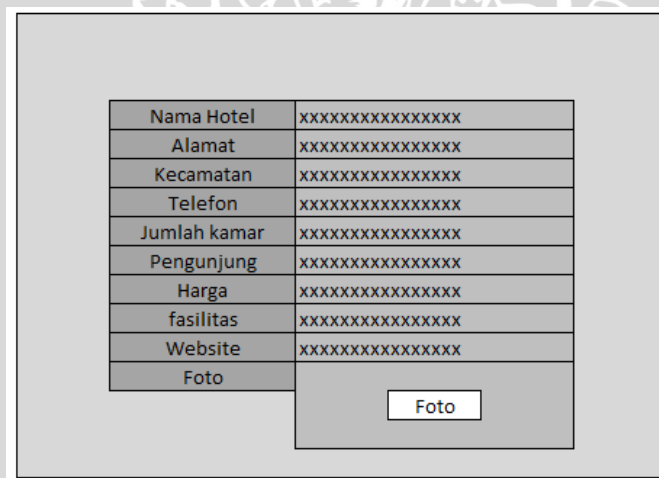 Nama Hotel xxxxxxxxxxxxxxxx
Alamat xxxxxxxxxxxxxxxx
Kecamatan xxxxxxxxxxxxxxxx
Telefon xxxxxxxxxxxxxxxx
Jumlah kamar xxxxxxxxxxxxxxxx
Pengunjung xxxxxxxxxxxxxxxx
Harga xxxxxxxxxxxxxxxx
fasilitas xxxxxxxxxxxxxxxx
Website xxxxxxxxxxxxxxxx
Foto
Foto